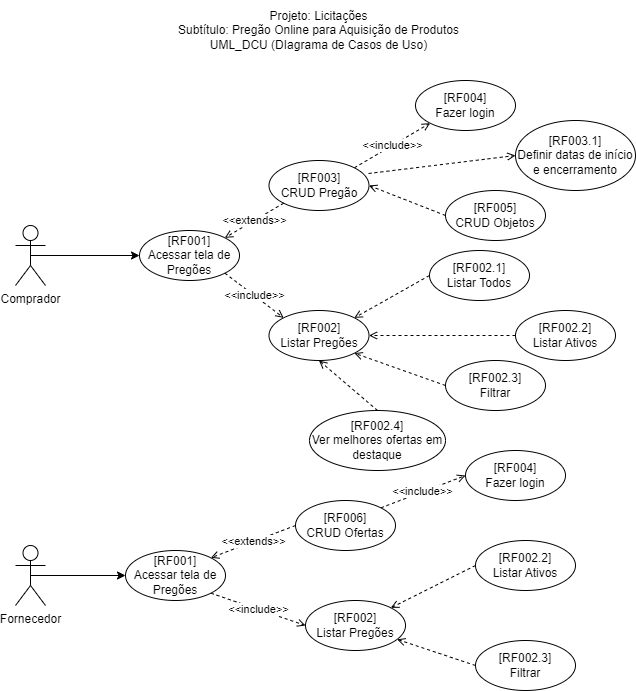 Projeto: Licitações
Subtítulo: Pregão Online para Aquisição de Produtos
UML_DCU (DIagrama de Casos de Uso)
[RF004]
Fazer login
<<include>>
[RF003.1]
Definir datas de início
e encerramento
[RF003]
CRUD Pregão
[RF005]
CRUD Objetos
<<extends>>
[RF001]
Acessar tela de
Pregões
Comprador
<<include>>
[RF002.1]
Listar Todos
[RF002]
Listar Pregões
[RF002.2]
Listar Ativos
[RF002.3]
Filtrar
[RF002.4]
Ver melhores ofertas em
destaque
[RF004]
Fazer login
<<include>>
[RF006]
CRUD Ofertas
<<extends>>
[RF001]
Acessar tela de
Pregões
Fornecedor
<<include>>
[RF002.2]
Listar Ativos
[RF002]
Listar Pregões
[RF002.3]
Filtrar